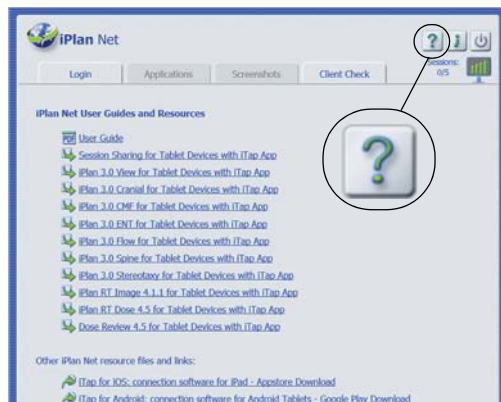 iPlan Net
? i
Sessions:
0/5
Login Applications Screenshots Client Check
iPlan Net User Guides and Resources
PDF User Guide
Session Sharing for Tablet Devices with iTap App
iPlan 3.0 View for Tablet Devices with iTap App
iPlan 3.0 Cranial for Tablet Devices with iTap App
iPlan 3.0 CMF for Tablet Devices with iTap App
iPlan 3.0 ENT for Tablet Devices with iTap App
iPlan 3.0 Flow for Tablet Devices with iTap App
iPlan 3.0 Spine for Tablet Devices with iTap App
iPlan 3.0 Stereotaxy for Tablet Devices with iTap App
iPlan RT Image 4.1.1 for Tablet Devices with iTap App
iPlan RT Dose 4.5 for Tablet Devices with iTap App
Dose Review 4.5 for Tablet Devices with iTap App
?
Other iPlan Net resource files and links:
iTap for iOS: connection software for iPad - Appstore Download
iTap for Android: connection software for Android Tablets - Google Play Download